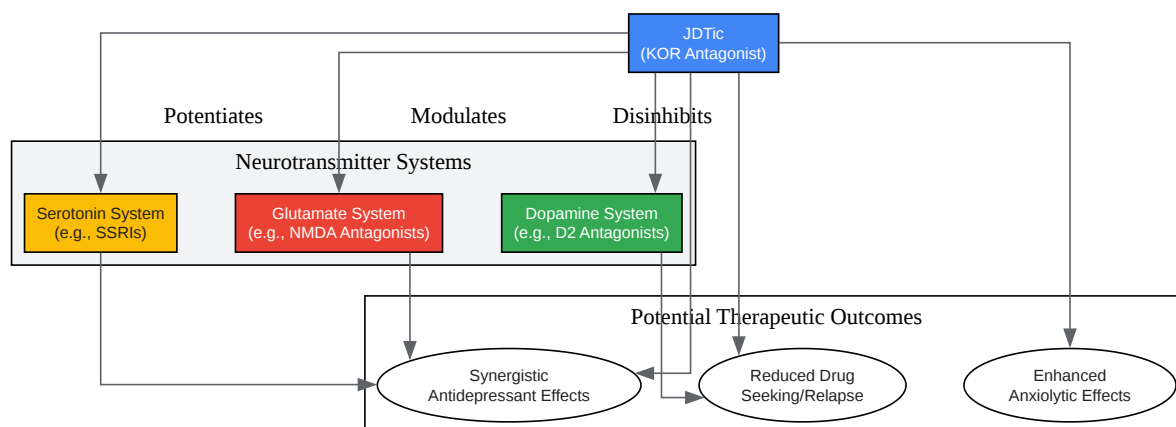 JDTic
(KOR Antagonist)
Potentiates
Modulates
Disinhibits
Neurotransmitter Systems
Serotonin System
(e.g., SSRIs)
Glutamate System
(e.g., NMDA Antagonists)
Dopamine System
(e.g., D2 Antagonists)
Potential Therapeutic Outcomes
Synergistic
Antidepressant Effects
Reduced Drug
Seeking/Relapse
Enhanced
Anxiolytic Effects